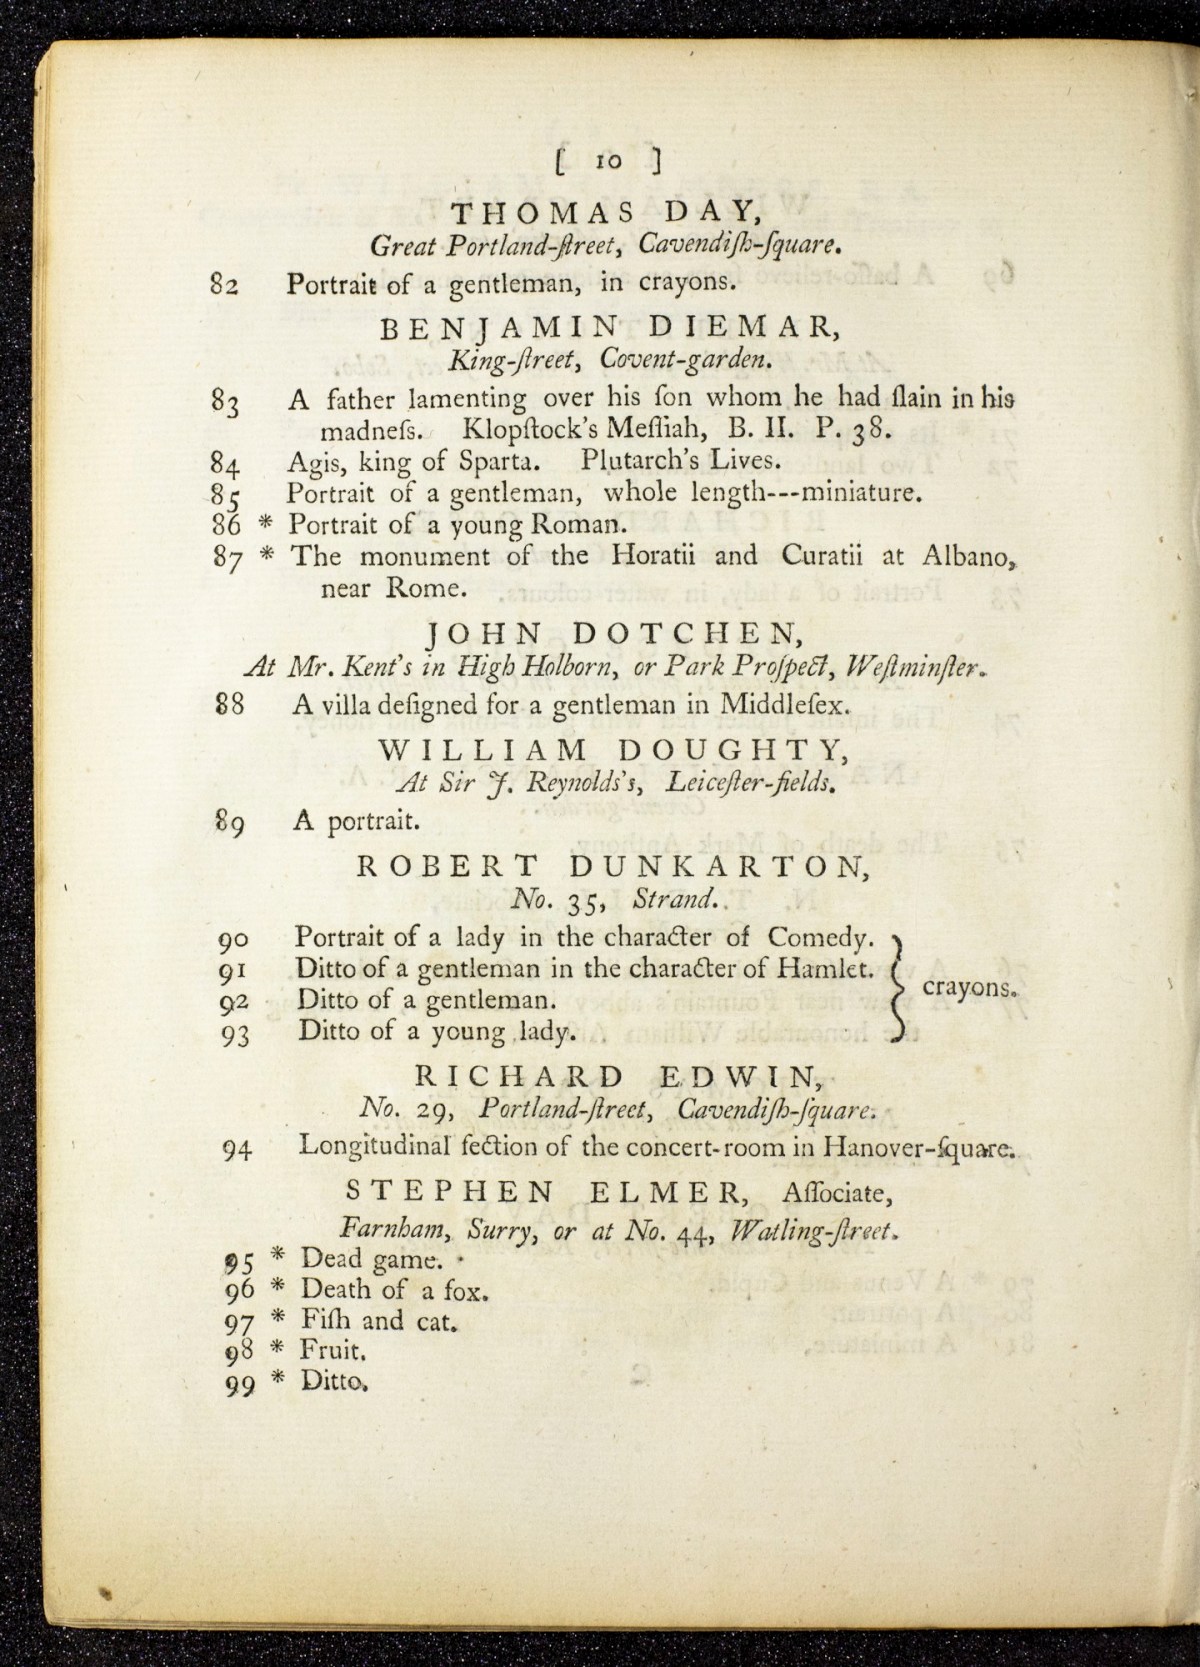 [ 10 ]
THOMAS DAY,
Great Portland-ſtreet, Cavendiſh-ſquare.
82 Portrait of a gentleman, in crayons.
BENJAMIN DIEMAR,
King-ſtreet, Covent-garden.
83 A father lamenting over his ſon whom he had ſlain in his
madneſs. Klopſtock's Meſſiah, B. II. P. 38.
84 Agis, king of Sparta. Plutarch's Lives.
85 Portrait of a gentleman, whole length---miniature.
86 * Portrait of a young Roman.
87 * The monument of the Horatii and Curatii at Albano,
near Rome.
JOHN DOTCHEN,
At Mr. Kent's in High Holborn, or Park Proſpect, Weſtminſter.
88 A villa deſigned for a gentleman in Middleſex.
WILLIAM DOUGHTY,
At Sir J. Reynolds's, Leiceſter-fields.
89 A portrait.
ROBERT DUNKARTON,
No. 35, Strand.
90 Portrait of a lady in the character of Comedy.
91 Ditto of a gentleman in the character of Hamlet.
crayons.
92 Ditto of a gentleman.
93 Ditto of a young lady.
RICHARD EDWIN,
No. 29, Portland-ſtreet, Cavendiſh-ſquare.
94 Longitudinal ſection of the concert-room in Hanover-ſquare.
STEPHEN ELMER, Aſſociate,
Farnham, Surry, or at No. 44, Watling-ſtreet.
95 * Dead game.
96 * Death of a fox.
97 * Fiſh and cat.
98 * Fruit.
99 * Ditto.